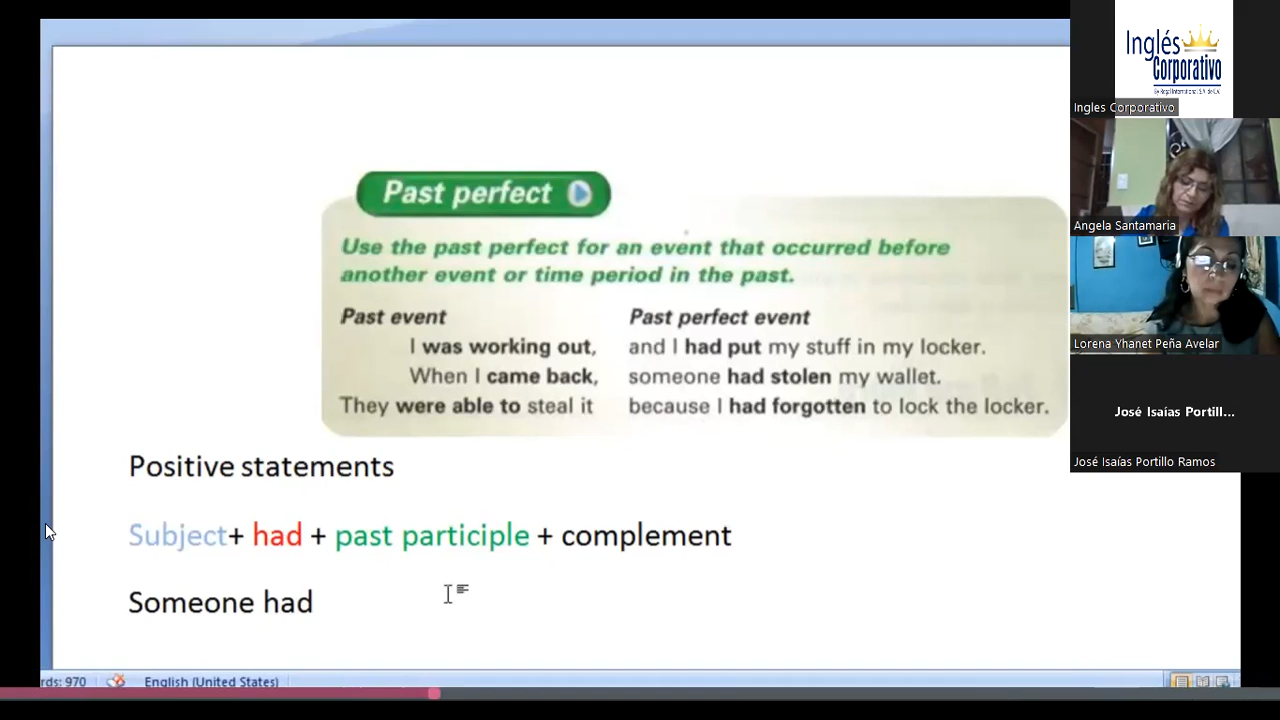 Past perfect
Use the past perfect for an event that occurred before
another event or time period in the past.
Past event Past perfect event
I was working out, and I had put my stuff in my locker.
When I came back, someone had stolen my wallet.
They were able to steal it because I had forgotten to lock the locker.
Positive statements
Subject+ had + past participle + complement
Someone had
rds: 970 English (United States)
Inglés
Corporativo
Ingles Corporativo
Angela Santamaria
Lorena Yhanet Peña Avelar
José Isaías Portill...
José Isaías Portillo Ramos